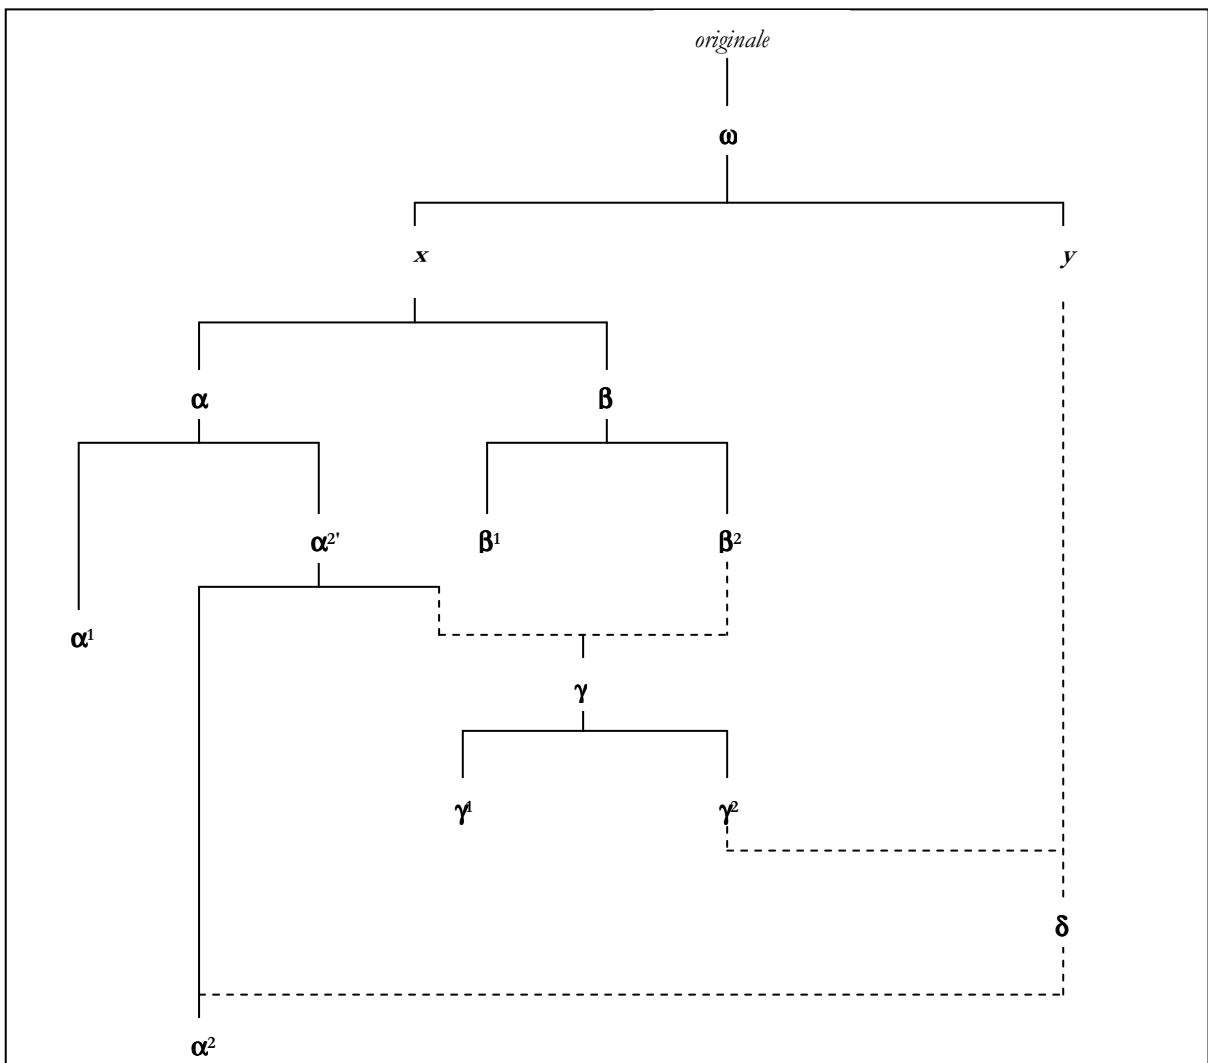 originale
ω
x y
α β
α²' β¹ β²
α¹
γ
γ¹ γ²
δ
α²